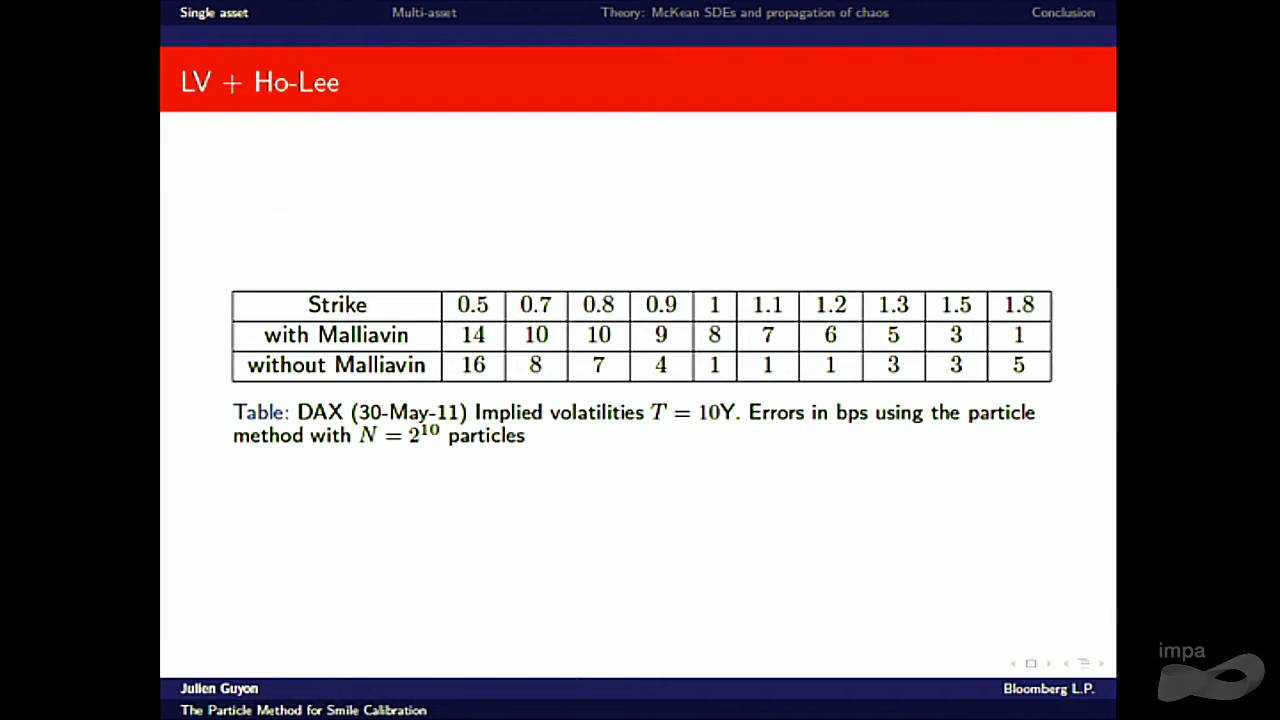 Single asset Multi-asset Theory: McKean SDEs and propagation of chaos Conclusion
LV + Ho-Lee
Strike 0.5 0.7 0.8 0.9 1 1.1 1.2 1.3 1.5 1.8
with Malliavin 14 10 10 9 8 7 6 5 3 1
without Malliavin 16 8 7 4 1 1 1 3 3 5
Table: DAX (30-May-11) Implied volatilities T = 10Y. Errors in bps using the particle
method with N = 2¹⁰ particles
impa
Julien Guyon Bloomberg L.P.
The Particle Method for Smile Calibration